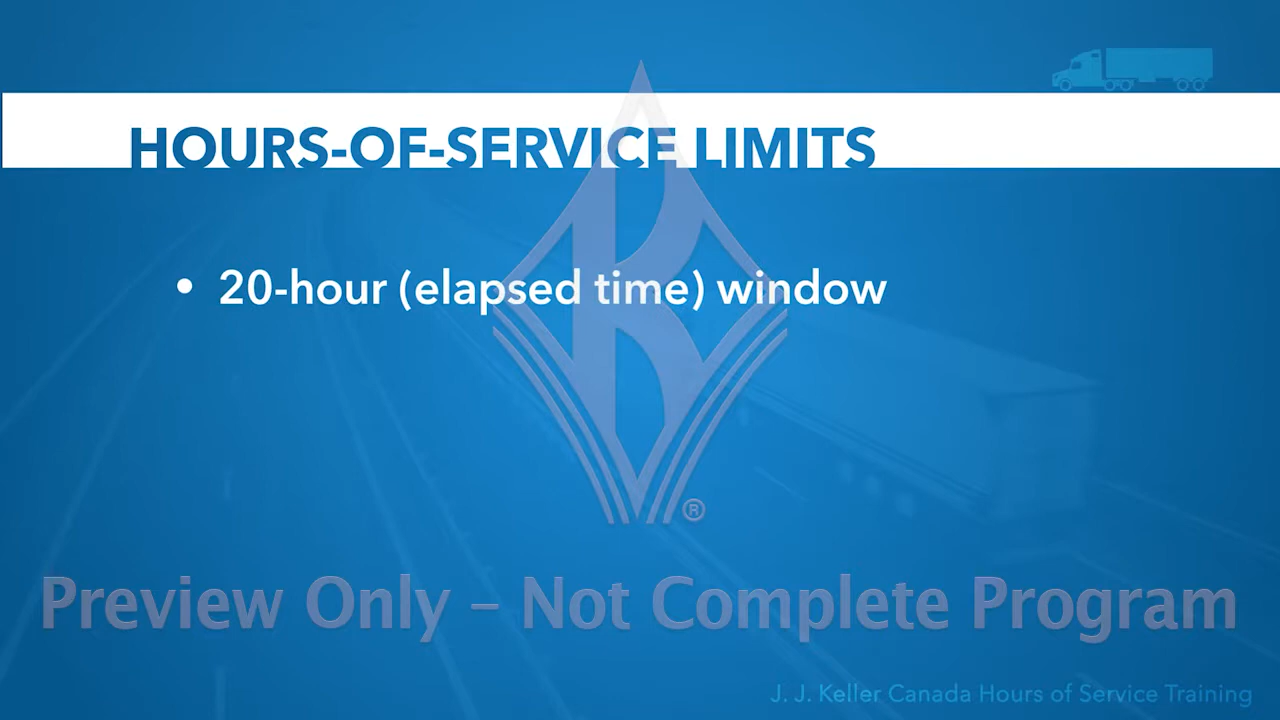 HOURS-OF-SERVICE LIMITS
• 20-hour (elapsed time) window
K
®
Preview Only – Not Complete Program
J. J. Keller Canada Hours of Service Training